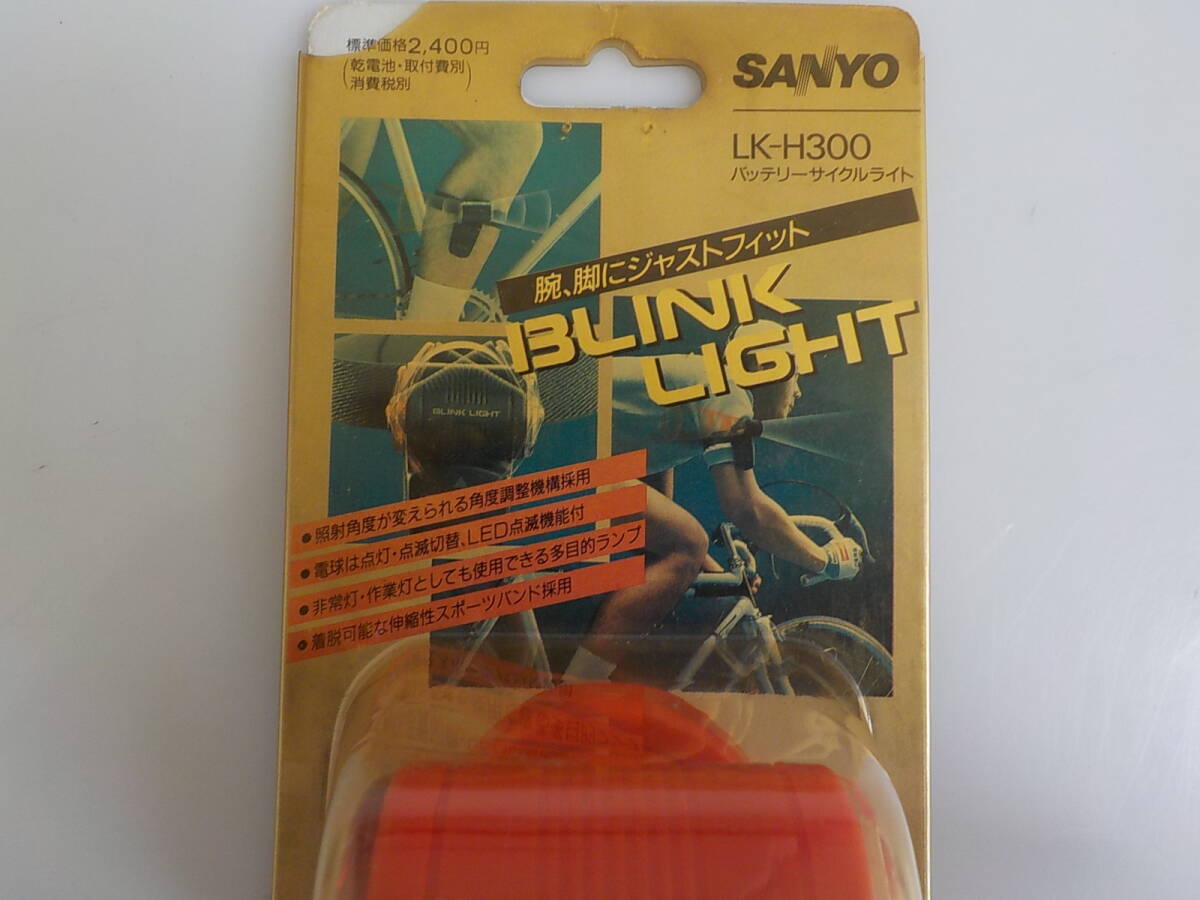 標準価格2,400円
(乾電池・取付費別
消費税別)
SANYO
LK-H300
バッテリーサイクルライト
腕、脚にジャストフィット
BLINK
LIGHT
BLINK LIGHT
●照射角度が変えられる角度調整機構採用
●電球は点灯・点滅切替、LED点滅機能付
●非常灯・作業灯としても使用できる多目的ランプ
●着脱可能な伸縮性スポーツバンド採用